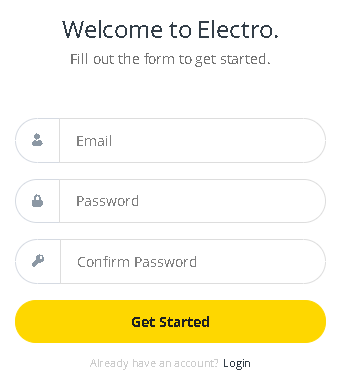 Welcome to Electro.
Fill out the form to get started.
Email
Password
Confirm Password
Get Started
Already have an account? Login